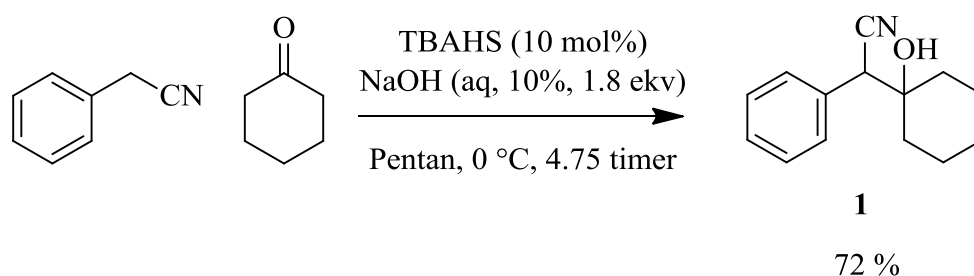 CN
O
TBAHS (10 mol%)
NaOH (aq, 10%, 1.8 ekv)
Pentan, 0 °C, 4.75 timer
CN
OH
1
72 %